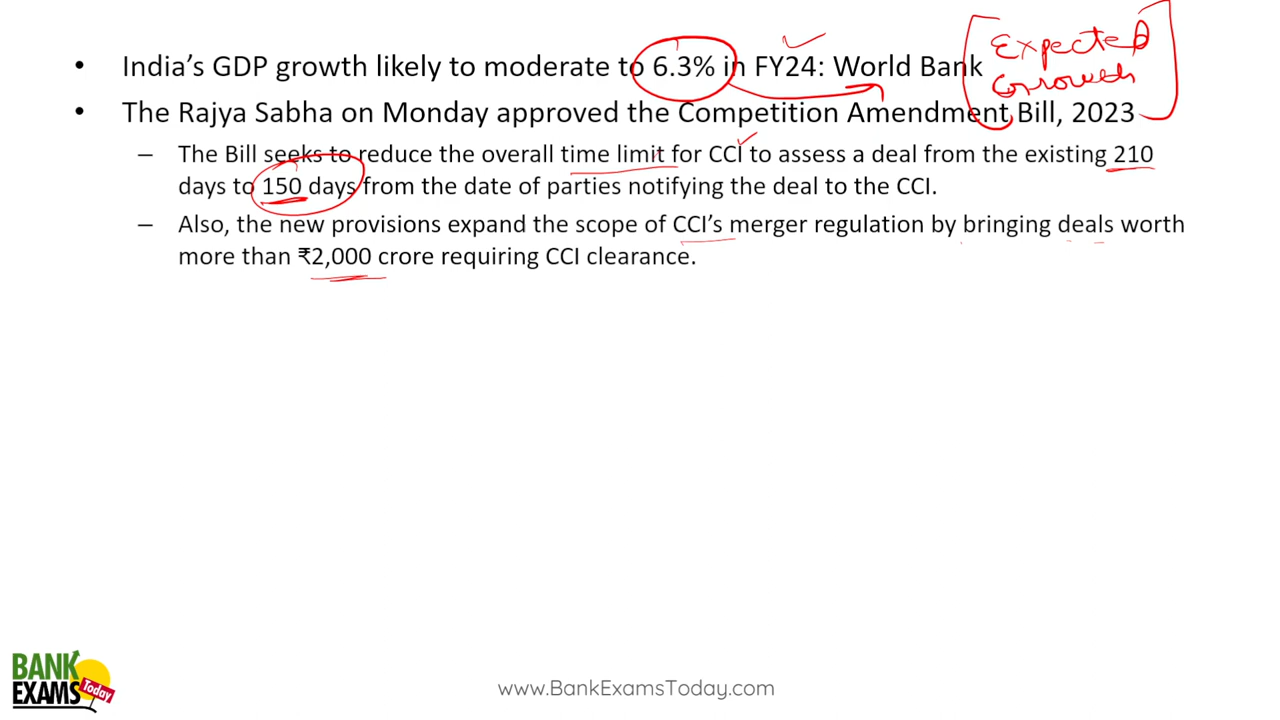 Expected
Growth
• India's GDP growth likely to moderate to 6.3% in FY24: World Bank
• The Rajya Sabha on Monday approved the Competition Amendment Bill, 2023
– The Bill seeks to reduce the overall time limit for CCI to assess a deal from the existing 210
days to 150 days from the date of parties notifying the deal to the CCI.
– Also, the new provisions expand the scope of CCI's merger regulation by bringing deals worth
more than ₹2,000 crore requiring CCI clearance.
BANK
EXAMS
Today
www.BankExamsToday.com